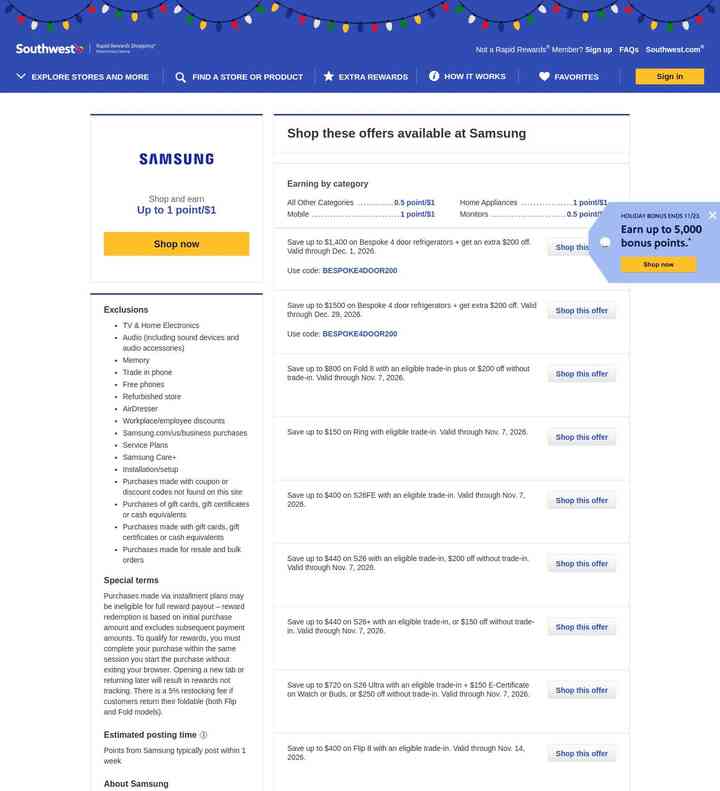 Southwest
Rapid Rewards Shopping®
Not a Rapid Rewards® Member? Sign up FAQs Southwest.com®
EXPLORE STORES AND MORE FIND A STORE OR PRODUCT EXTRA REWARDS HOW IT WORKS FAVORITES Sign in
SAMSUNG
Shop and earn
Up to 1 point/$1
Shop now
Exclusions
• TV & Home Electronics
• Audio (including sound devices and
audio accessories)
• Memory
• Trade in phone
• Free phones
• Refurbished store
• AirDresser
• Workplace/employee discounts
• Samsung.com/us/business purchases
• Service Plans
• Samsung Care+
• Installation/setup
• Purchases made with coupon or
discount codes not found on this site
• Purchases of gift cards, gift certificates
or cash equivalents
• Purchases made with gift cards, gift
certificates or cash equivalents
• Purchases made for resale and bulk
orders
Special terms
Purchases made via installment plans may
be ineligible for full reward payout – reward
redemption is based on initial purchase
amount and excludes subsequent payment
amounts. To qualify for rewards, you must
complete your purchase within the same
session you start the purchase without
exiting your browser. Opening a new tab or
returning later will result in rewards not
tracking. There is a 5% restocking fee if
customers return their foldable (both Flip
and Fold models).
Estimated posting time
Points from Samsung typically post within 1
week
About Samsung
Shop these offers available at Samsung
Earning by category
All Other Categories 0.5 point/$1 Home Appliances 1 point/$1
Mobile 1 point/$1 Monitors 0.5 point/
Save up to $1,400 on Bespoke 4 door refrigerators + get an extra $200 off.
Valid through Dec. 1, 2026.
Use code: BESPOKE4DOOR200
Shop this
Save up to $1500 on Bespoke 4 door refrigerators + get extra $200 off. Valid
through Dec. 29, 2026.
Use code: BESPOKE4DOOR200
Shop this offer
Save up to $800 on Fold 8 with an eligible trade-in plus or $200 off without
trade-in. Valid through Nov. 7, 2026.
Shop this offer
Save up to $150 on Ring with eligible trade-in. Valid through Nov. 7, 2026.
Shop this offer
Save up to $400 on S26FE with an eligible trade-in. Valid through Nov. 7,
2026.
Shop this offer
Save up to $440 on S26 with an eligible trade-in, $200 off without trade-in.
Valid through Nov. 7, 2026.
Shop this offer
Save up to $440 on S26+ with an eligible trade-in, or $150 off without trade-
in. Valid through Nov. 7, 2026.
Shop this offer
Save up to $720 on S26 Ultra with an eligible trade-in + $150 E-Certificate
on Watch or Buds, or $250 off without trade-in. Valid through Nov. 7, 2026.
Shop this offer
Save up to $400 on Flip 8 with an eligible trade-in. Valid through Nov. 14,
2026.
Shop this offer
HOLIDAY BONUS ENDS 11/23.
Earn up to 5,000
bonus points.*
Shop now